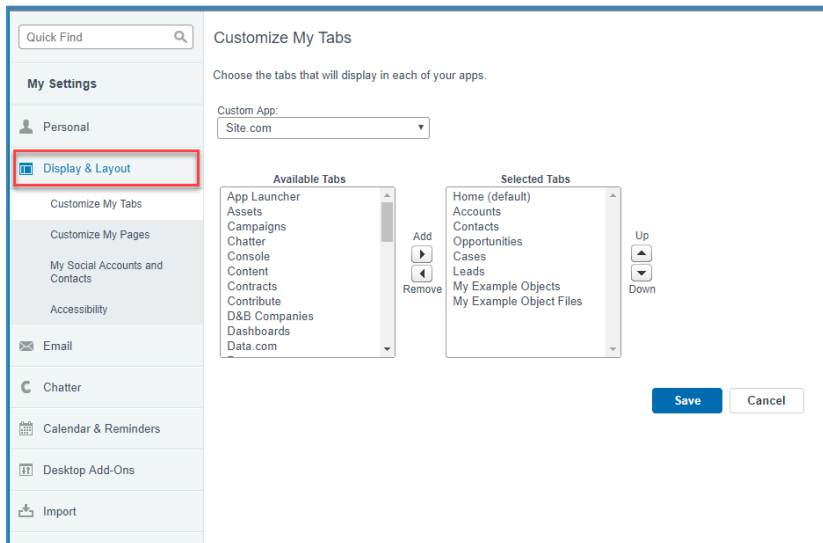 Quick Find
My Settings
Personal
Display & Layout
Customize My Tabs
Customize My Pages
My Social Accounts and
Contacts
Accessibility
Email
Chatter
Calendar & Reminders
Desktop Add-Ons
Import
Customize My Tabs
Choose the tabs that will display in each of your apps.
Custom App:
Site.com
Available Tabs
App Launcher
Assets
Campaigns
Chatter
Console
Content
Contracts
Contribute
D&B Companies
Dashboards
Data.com
Add
Remove
Selected Tabs
Home (default)
Accounts
Contacts
Opportunities
Cases
Leads
My Example Objects
My Example Object Files
Up
Down
Save
Cancel